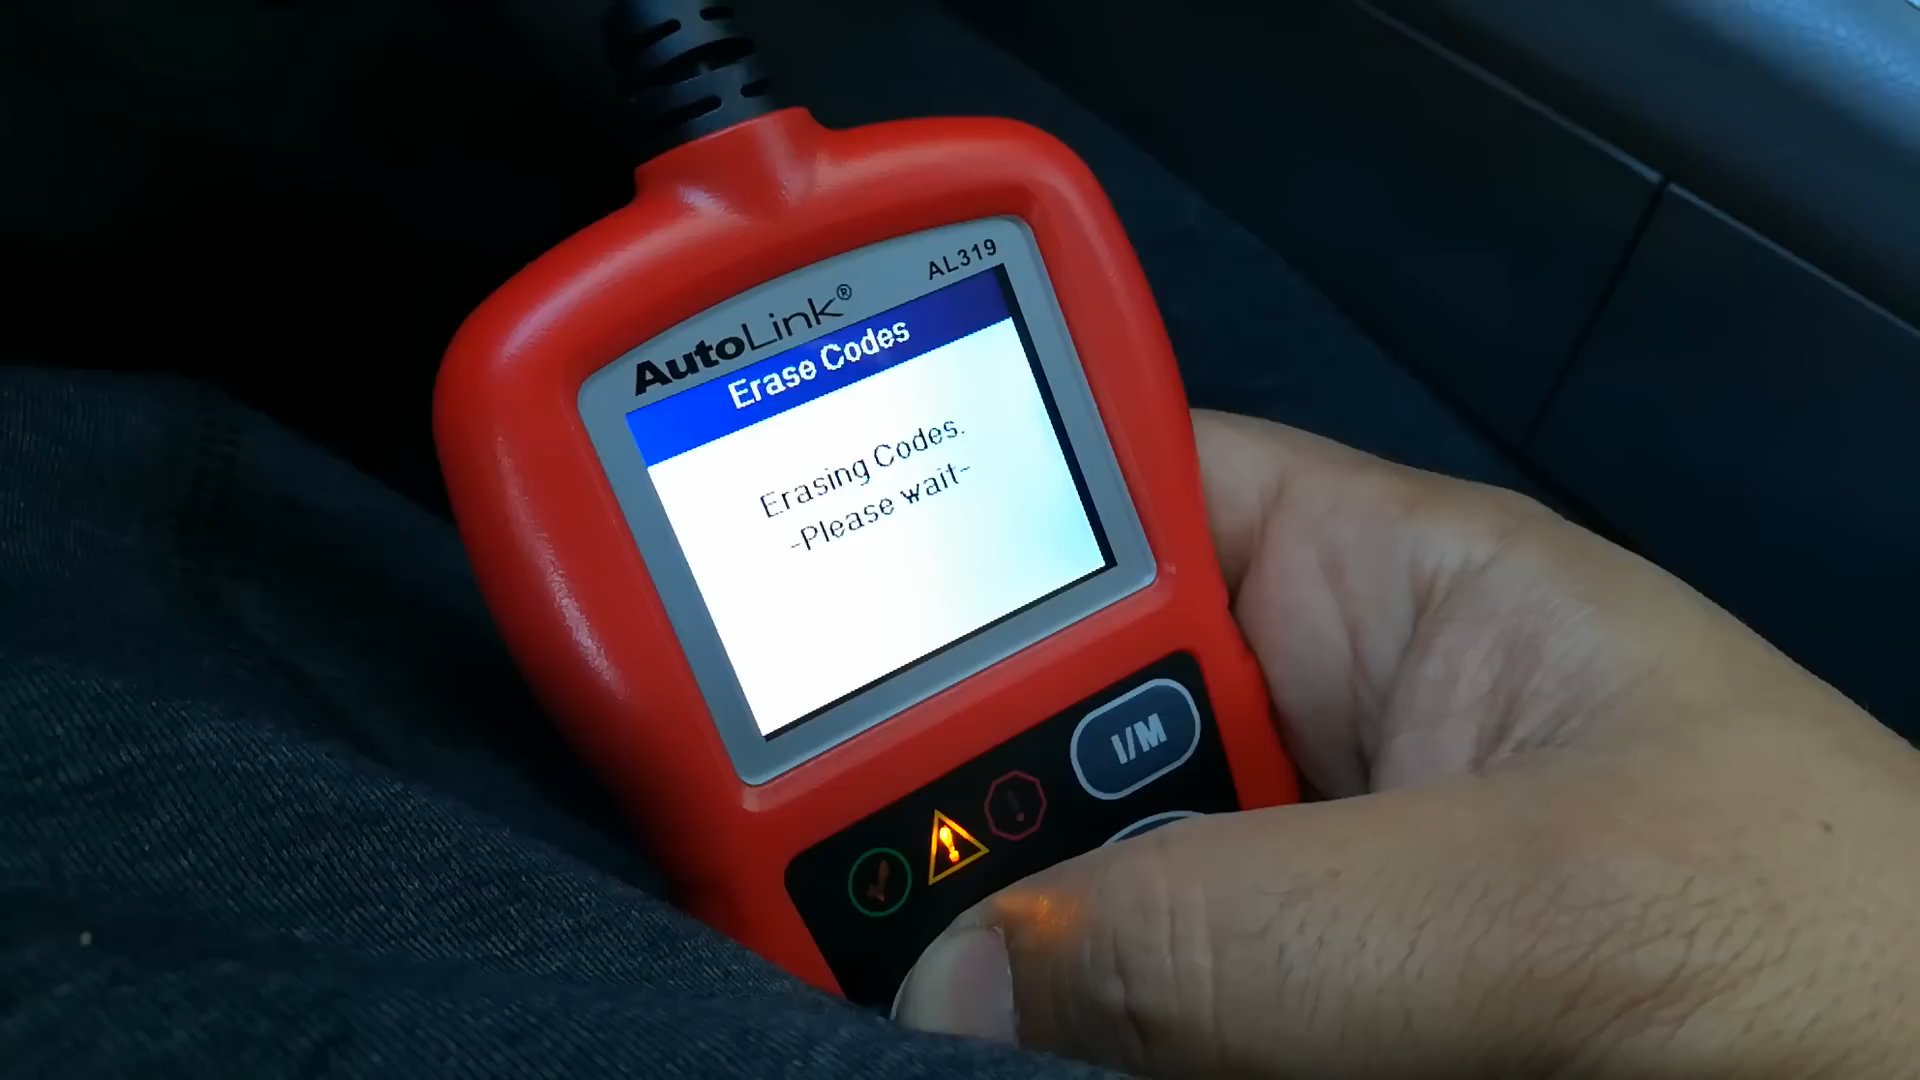 AL319
AutoLink®
Erase Codes
Erasing Codes.
-Please wait-
I/M